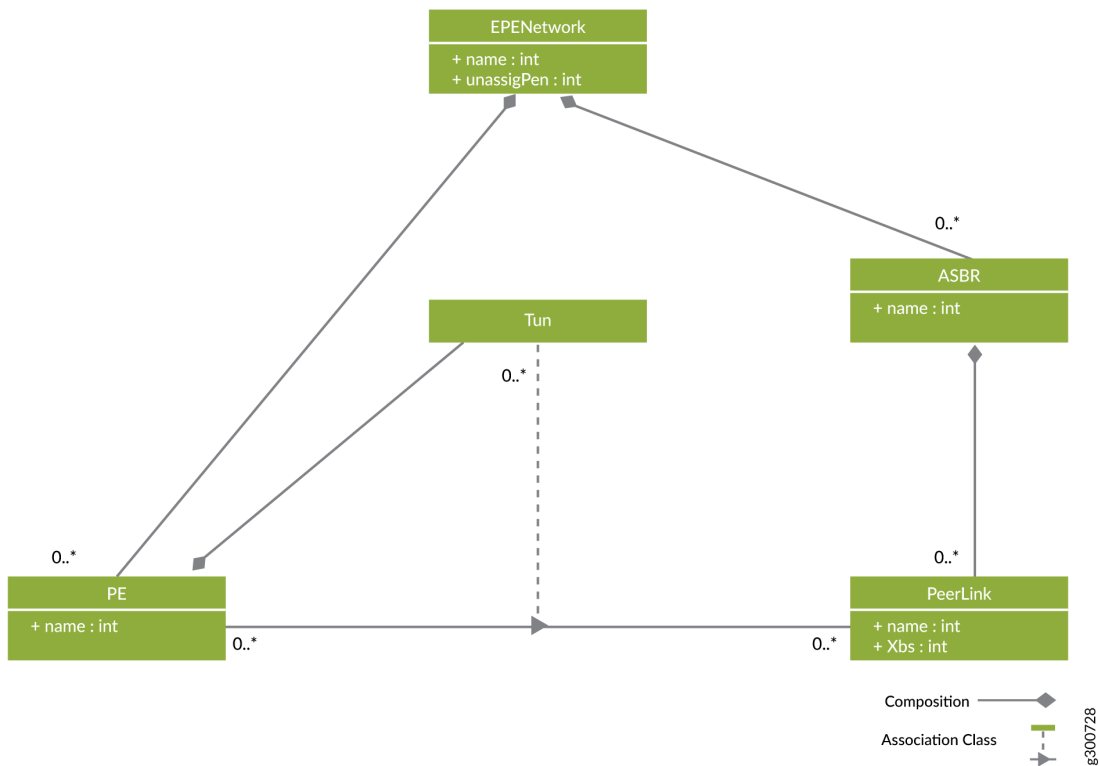 EPENetwork
+ name : int
+ unassigPen : int
0..*
ASBR
+ name : int
Tun
0..*
0..*
0..*
PE
+ name : int
PeerLink
+ name : int
+ Xbs : int
0..*
0..*
Composition
Association Class
g300728